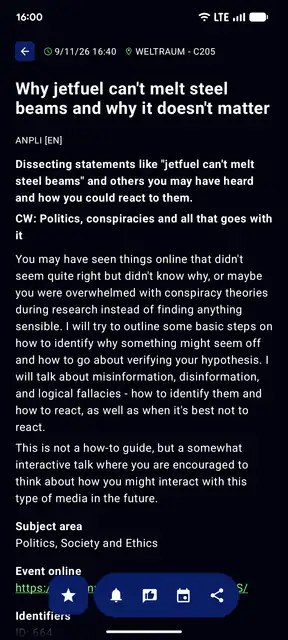 16:00
LTE
9/11/26 16:40 WELTRAUM - C205
Why jetfuel can't melt steel
beams and why it doesn't matter
ANPLI [EN]
Dissecting statements like "jetfuel can't melt
steel beams" and others you may have heard
and how you could react to them.
CW: Politics, conspiracies and all that goes with
it
You may have seen things online that didn't
seem quite right but didn't know why, or maybe
you were overwhelmed with conspiracy theories
during research instead of finding anything
sensible. I will try to outline some basic steps on
how to identify why something might seem off
and how to go about verifying your hypothesis. I
will talk about misinformation, disinformation,
and logical fallacies - how to identify them and
how to react, as well as when it's best not to
react.
This is not a how-to guide, but a somewhat
interactive talk where you are encouraged to
think about how you might interact with this
type of media in the future.
Subject area
Politics, Society and Ethics
Event online
https:/
S/
Identifiers
ID: 664